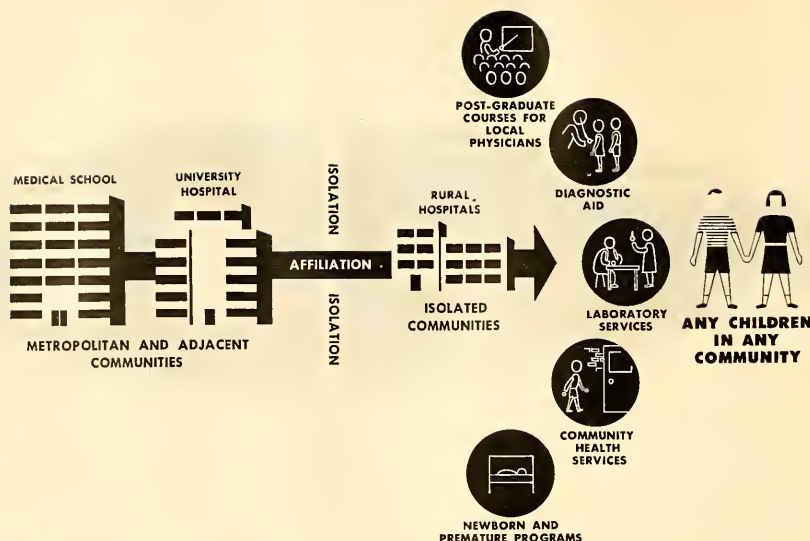 MEDICAL SCHOOL
UNIVERSITY
HOSPITAL
METROPOLITAN AND ADJACENT
COMMUNITIES
ISOLATION
AFFILIATION
ISOLATION
RURAL
HOSPITALS
ISOLATED
COMMUNITIES
POST-GRADUATE
COURSES FOR
LOCAL
PHYSICIANS
DIAGNOSTIC
AID
LABORATORY
SERVICES
COMMUNITY
HEALTH
SERVICES
NEWBORN AND
PREMATURE PROGRAMS
ANY CHILDREN
IN ANY
COMMUNITY